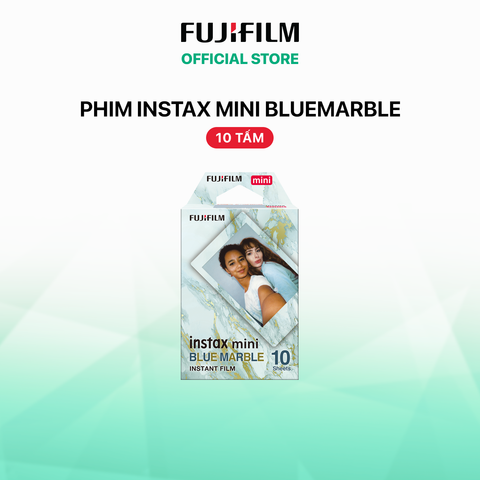 FUJIFILM
OFFICIAL STORE
PHIM INSTAX MINI BLUEMARBLE
10 TẤM
FUJIFILM mini
FUJIFILM
instax mini
BLUE MARBLE 10
INSTANT FILM Sheets